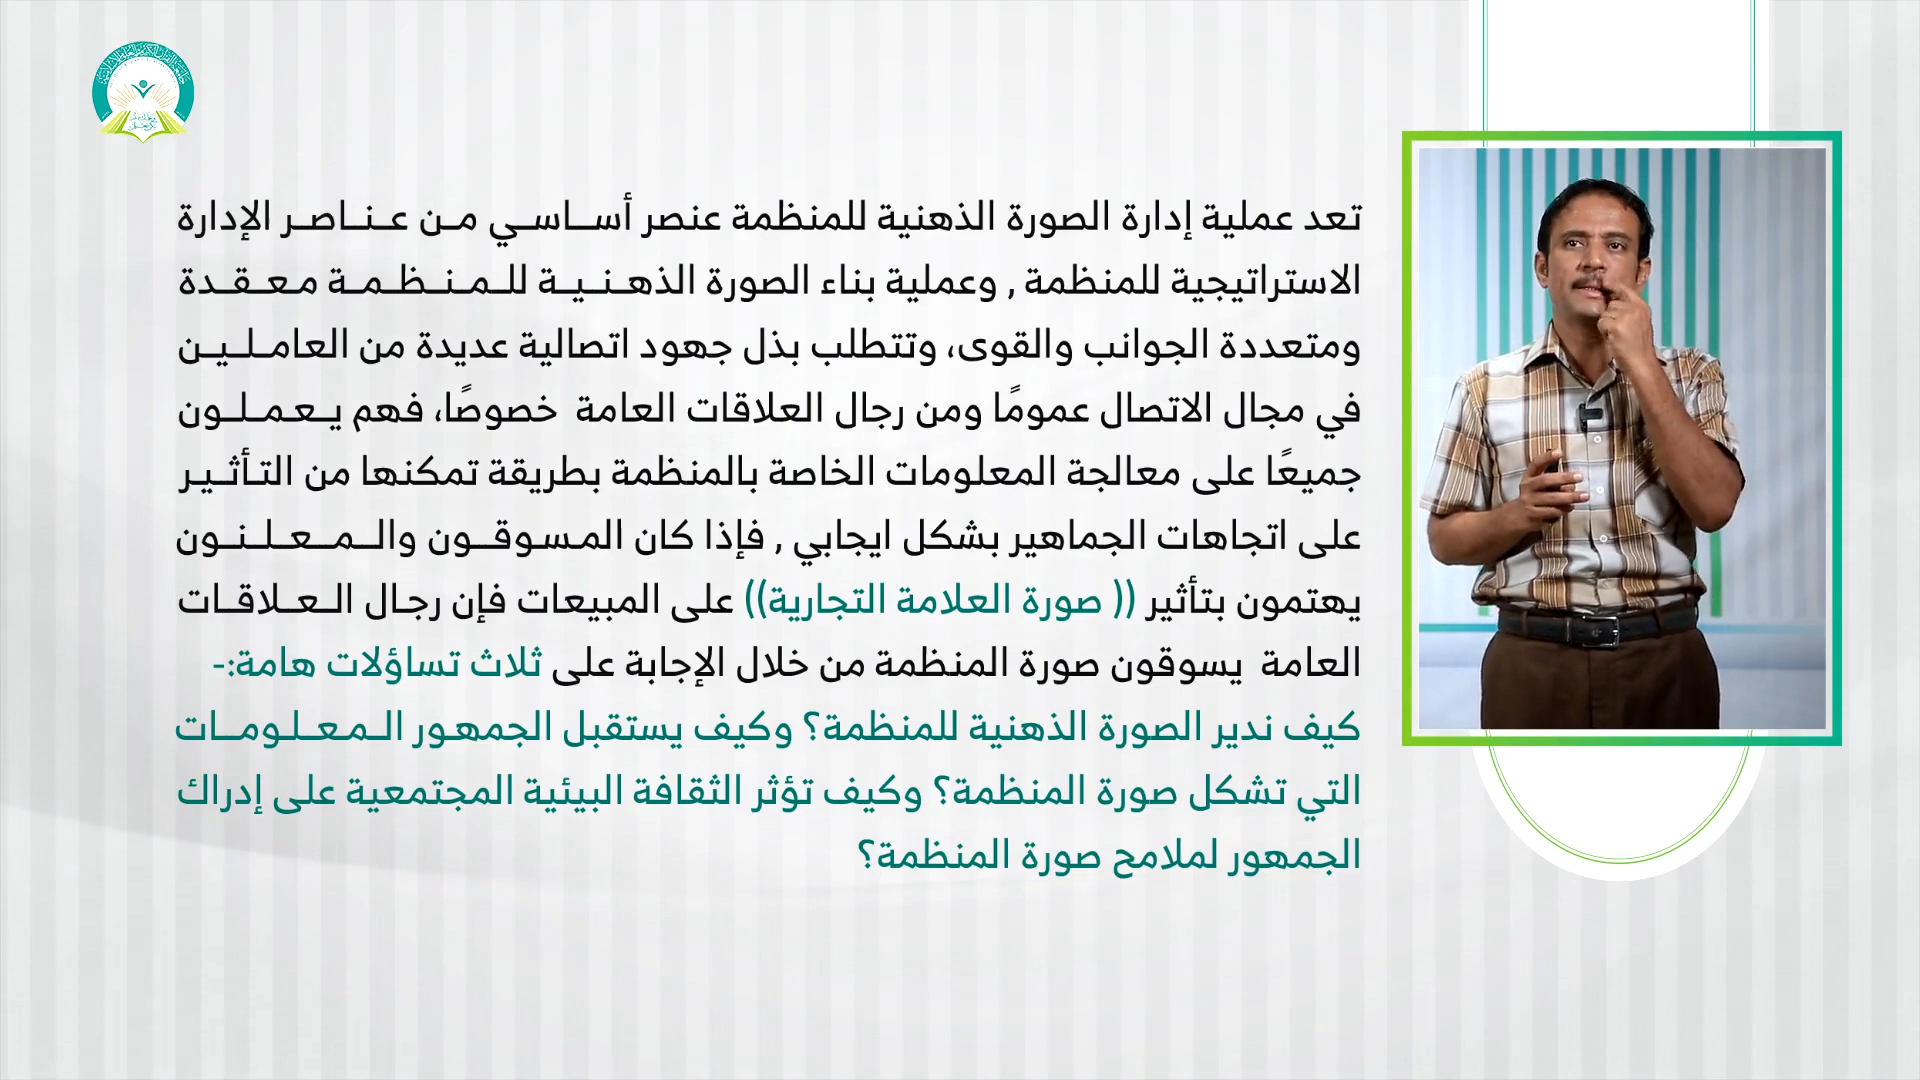 جامعة القرآن الكريم والعلوم الإسلامية
تعد عملية إدارة الصورة الذهنية للمنظمة عنصر أساسي من عناصر الإدارة
الاستراتيجية للمنظمة , وعملية بناء الصورة الذهنية للمنظمة معقدة
ومتعددة الجوانب والقوى، وتتطلب بذل جهود اتصالية عديدة من العاملين
في مجال الاتصال عمومًا ومن رجال العلاقات العامة خصوصًا، فهم يعملون
جميعًا على معالجة المعلومات الخاصة بالمنظمة بطريقة تمكنها من التأثير
على اتجاهات الجماهير بشكل ايجابي , فإذا كان المسوقون والمعلنون
يهتمون بتأثير (( صورة العلامة التجارية)) على المبيعات فإن رجال العلاقات
العامة يسوقون صورة المنظمة من خلال الإجابة على ثلاث تساؤلات هامة:-
كيف ندير الصورة الذهنية للمنظمة؟ وكيف يستقبل الجمهور المعلومات
التي تشكل صورة المنظمة؟ وكيف تؤثر الثقافة البيئية المجتمعية على إدراك
الجمهور لملامح صورة المنظمة؟